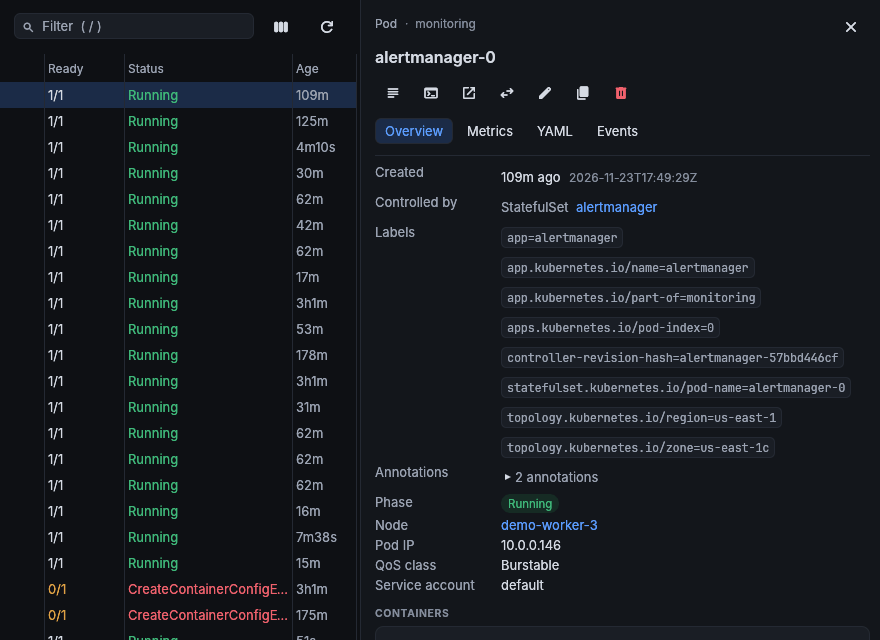 Filter ( / )
Ready Status Age
1/1 Running 109m
1/1 Running 125m
1/1 Running 4m10s
1/1 Running 30m
1/1 Running 62m
1/1 Running 42m
1/1 Running 62m
1/1 Running 17m
1/1 Running 3h1m
1/1 Running 53m
1/1 Running 178m
1/1 Running 3h1m
1/1 Running 31m
1/1 Running 62m
1/1 Running 62m
1/1 Running 62m
1/1 Running 16m
1/1 Running 7m38s
1/1 Running 15m
0/1 CreateContainerConfigE... 3h1m
0/1 CreateContainerConfigE... 175m
1/1 Running 51s
Pod · monitoring
alertmanager-0
Overview Metrics YAML Events
Created 109m ago 2026-11-23T17:49:29Z
Controlled by StatefulSet alertmanager
Labels app=alertmanager
app.kubernetes.io/name=alertmanager
app.kubernetes.io/part-of=monitoring
apps.kubernetes.io/pod-index=0
controller-revision-hash=alertmanager-57bbd446cf
statefulset.kubernetes.io/pod-name=alertmanager-0
topology.kubernetes.io/region=us-east-1
topology.kubernetes.io/zone=us-east-1c
Annotations 2 annotations
Phase Running
Node demo-worker-3
Pod IP 10.0.0.146
QoS class Burstable
Service account default
CONTAINERS